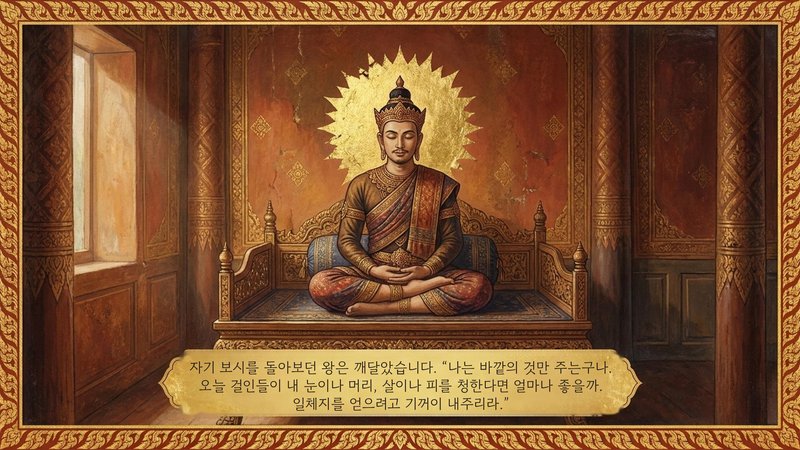 자기 보시를 돌아보던 왕은 깨달았습니다. “나는 바깥의 것만 주는구나.
오늘 걸인들이 내 눈이나 머리, 살이나 피를 청한다면 얼마나 좋을까.
일체지를 얻으려고 기꺼이 내주리라.”